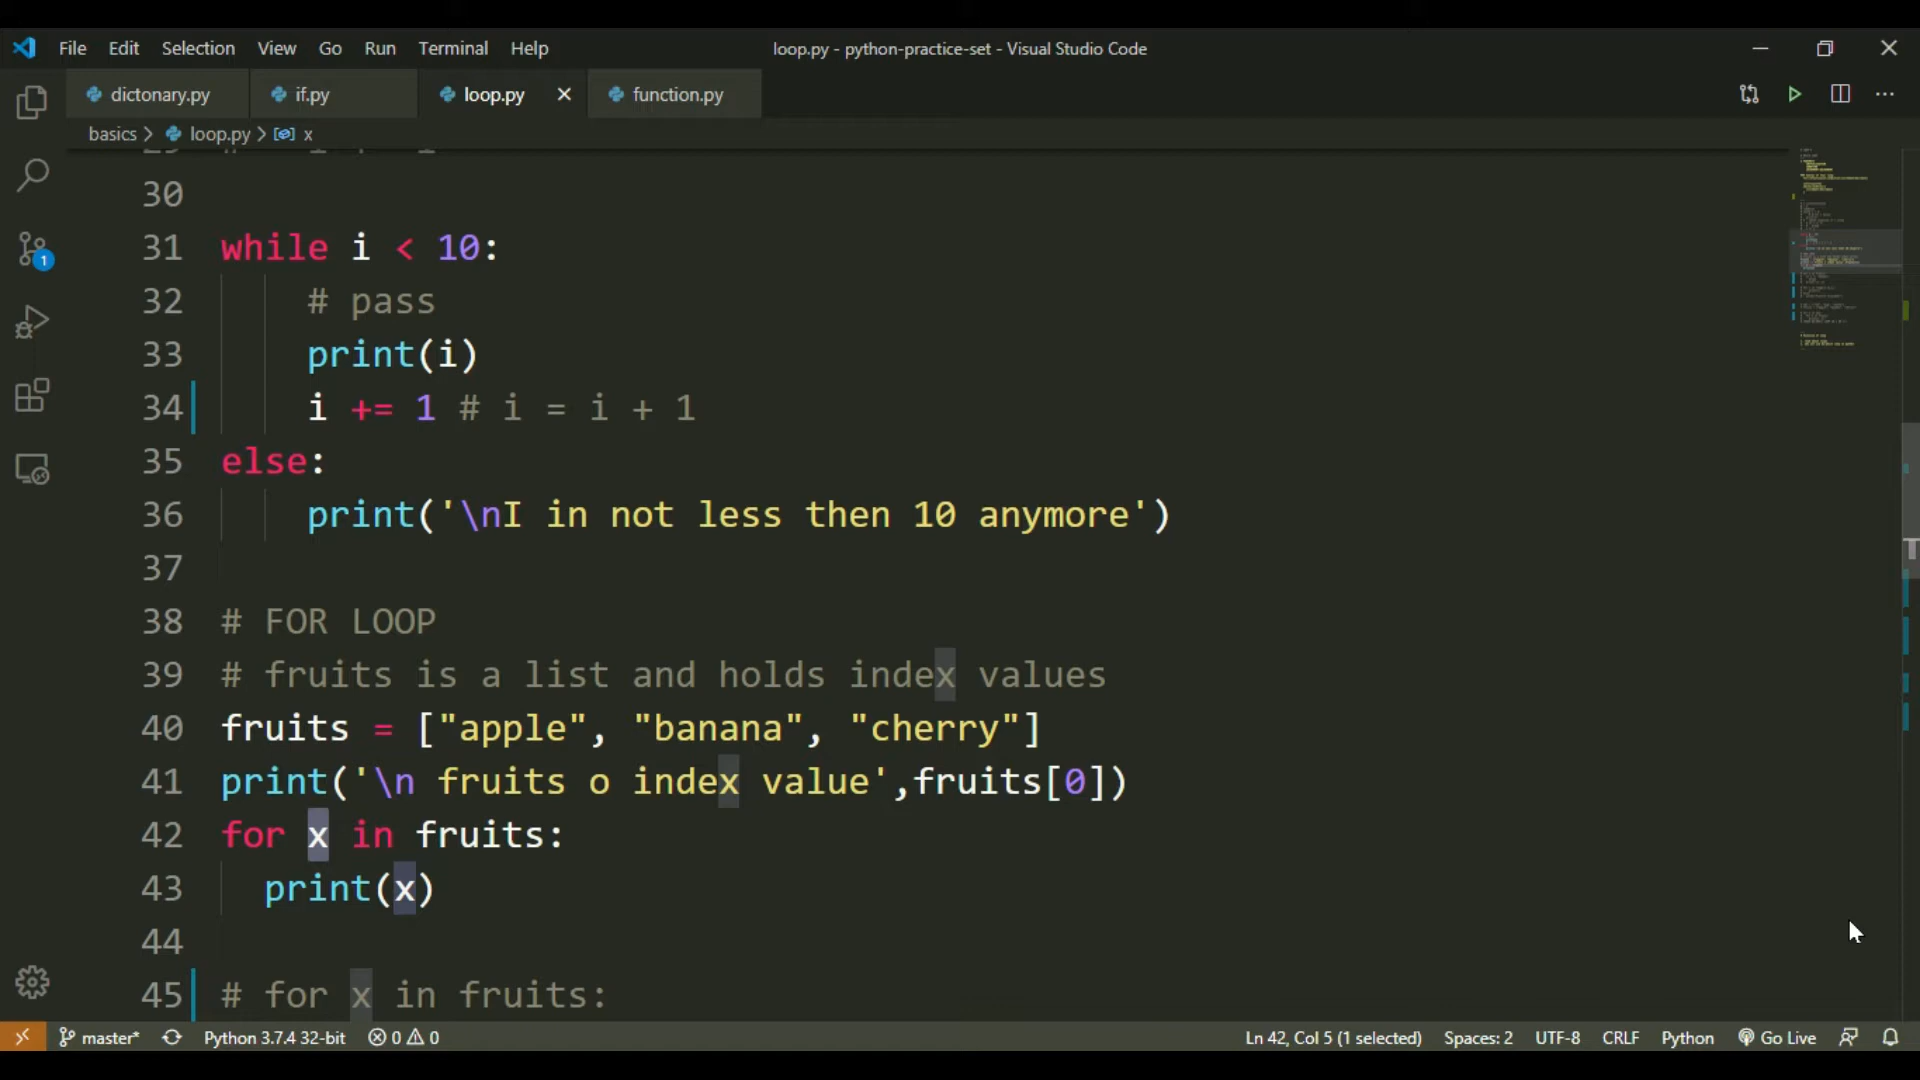 File Edit Selection View Go Run Terminal Help
loop.py - python-practice-set - Visual Studio Code
dictonary.py if.py loop.py function.py
basics loop.py x
30
31 while i < 10:
32 # pass
33 print(i)
34 i += 1 # i = i + 1
35 else:
36 print('\nI in not less then 10 anymore')
37
38 # FOR LOOP
39 # fruits is a list and holds index values
40 fruits = ["apple", "banana", "cherry"]
41 print('\n fruits o index value',fruits[0])
42 for x in fruits:
43 print(x)
44
45 # for x in fruits:
1
master* Python 3.7.4 32-bit 0 0 Ln 42, Col 5 (1 selected) Spaces: 2 UTF-8 CRLF Python Go Live